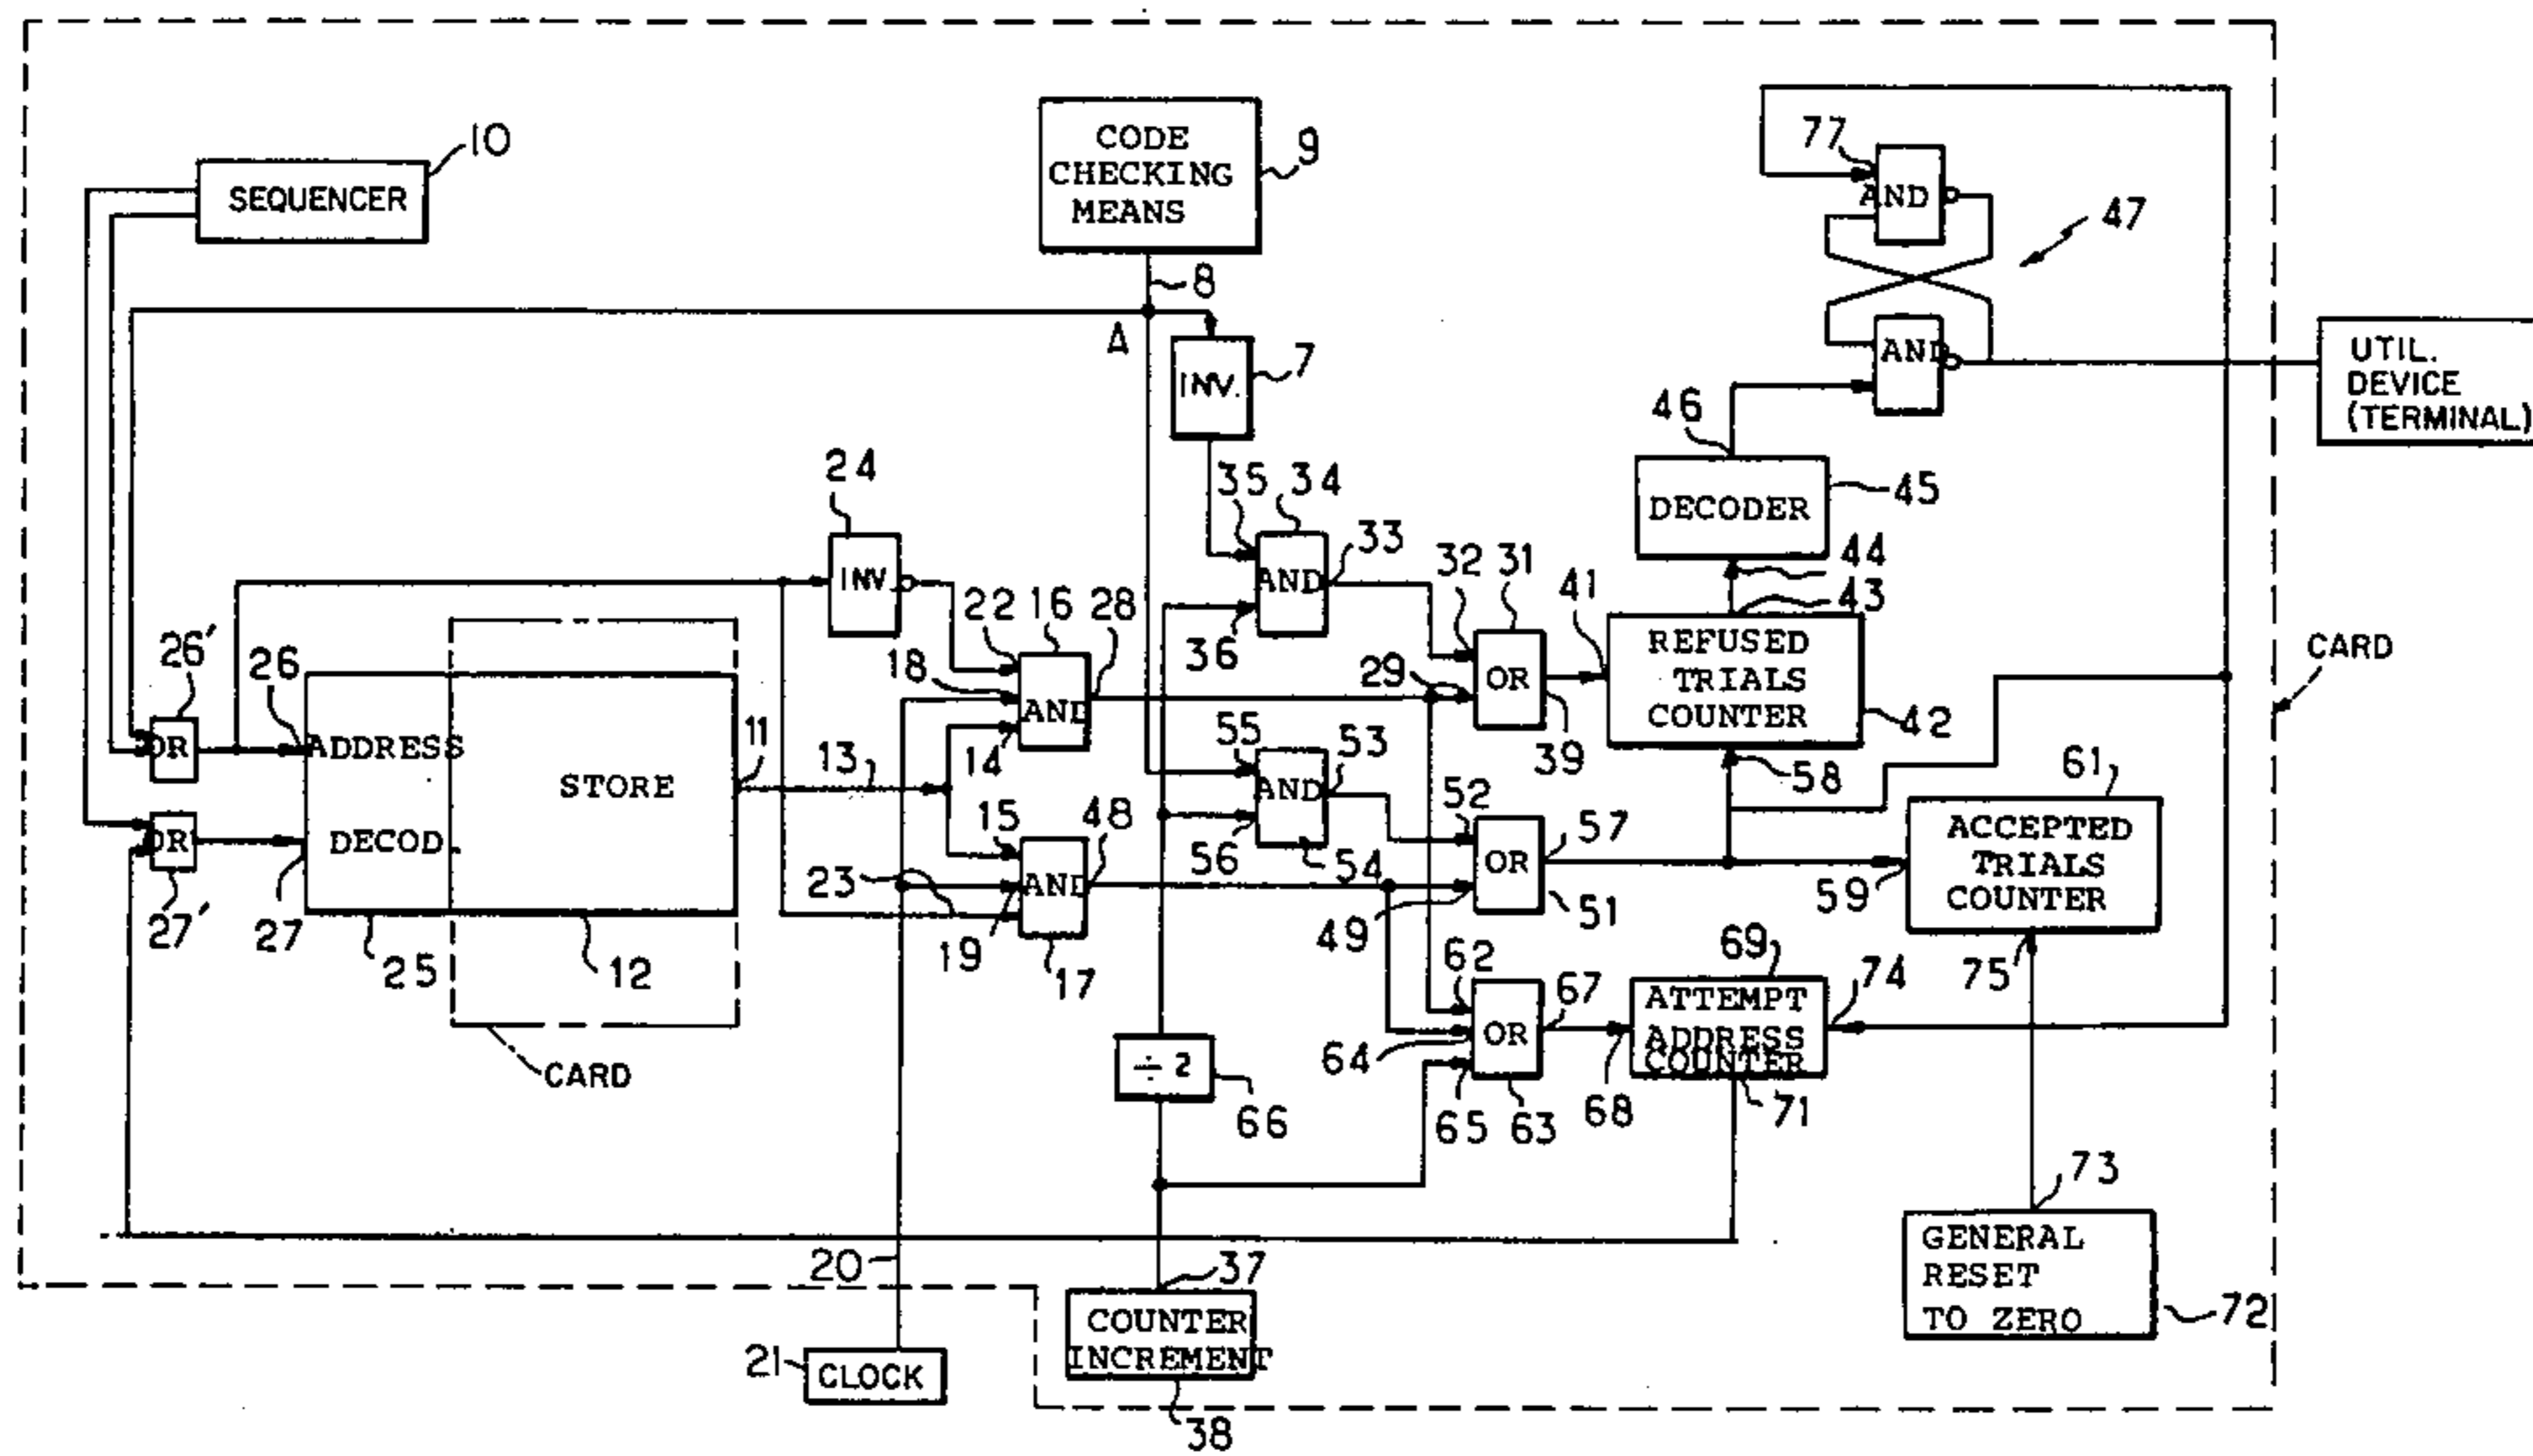 CODE
CHECKING
MEANS
9
8
A
SEQUENCER
10
INV.
7
77
AND
47
AND
UTIL.
DEVICE
(TERMINAL)
46
DECODER
45
44
43
24
INV
35
34
AND
33
36
32
31
OR
29
39
41
REFUSED
TRIALS
COUNTER
42
CARD
22
16
28
18
AND
14
26'
OR
26
ADDRESS
DECOD.
STORE
11
13
OR
27'
27
25
12
CARD
15
48
AND
23
19
17
55
53
AND
56
54
52
57
OR
49
51
58
61
59
ACCEPTED
TRIALS
COUNTER
75
62
67
OR
64
65
63
69
74
ATTEMPT
ADDRESS
COUNTER
68
71
÷ 2
66
73
GENERAL
RESET
TO ZERO
72
20
37
21
CLOCK
COUNTER
INCREMENT
38